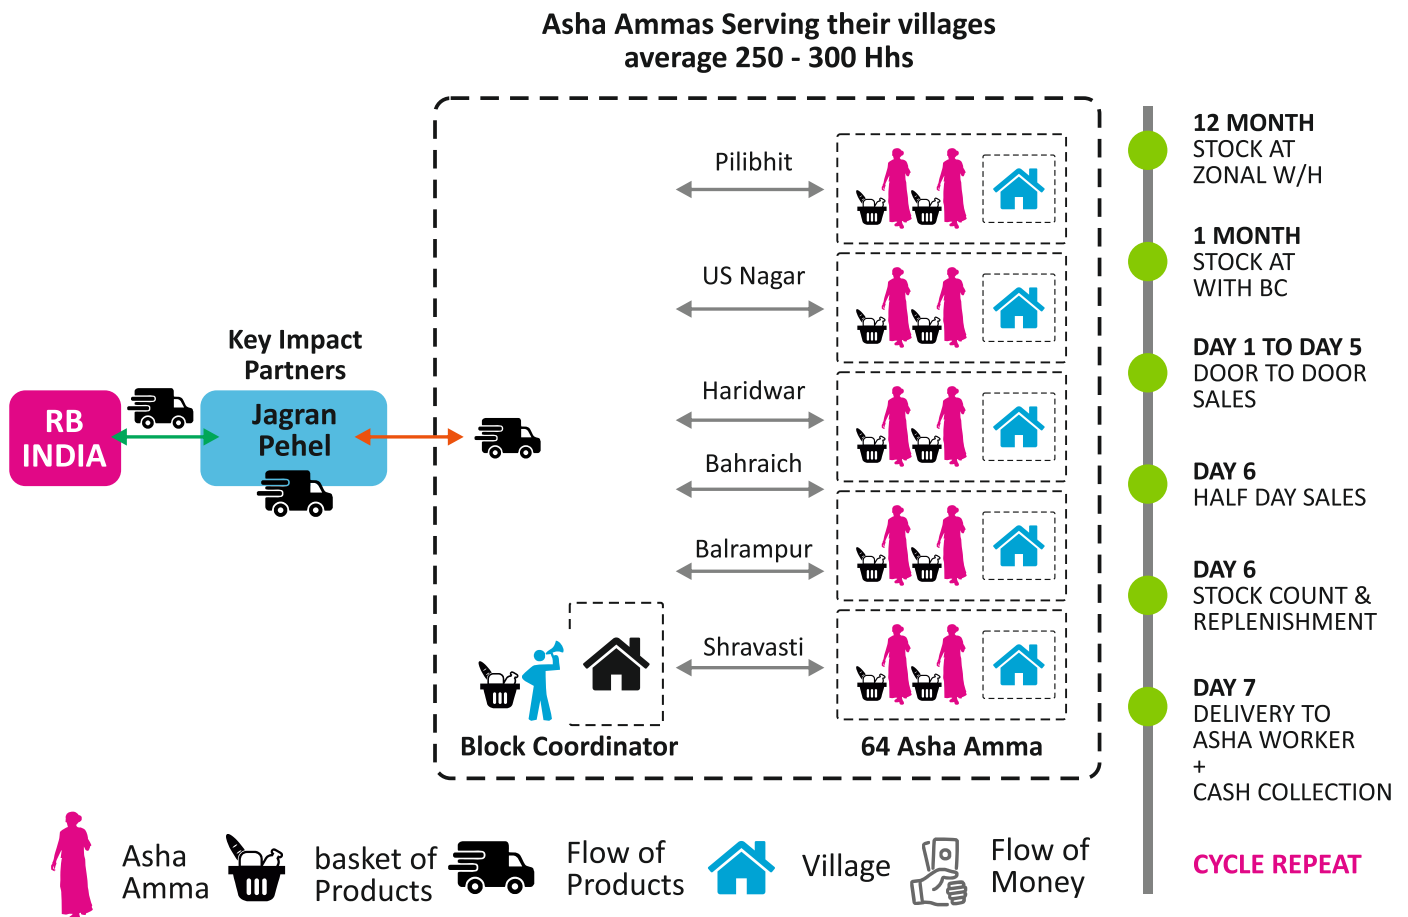 Asha Ammas Serving their villages
average 250 - 300 Hhs
Key Impact
Partners
RB
INDIA
Jagran
Pehel
Pilibhit
US Nagar
Haridwar
Bahraich
Balrampur
Shravasti
Block Coordinator
64 Asha Amma
12 MONTH
STOCK AT
ZONAL W/H
1 MONTH
STOCK AT
WITH BC
DAY 1 TO DAY 5
DOOR TO DOOR
SALES
DAY 6
HALF DAY SALES
DAY 6
STOCK COUNT &
REPLENISHMENT
DAY 7
DELIVERY TO
ASHA WORKER
+
CASH COLLECTION
CYCLE REPEAT
Asha
Amma
basket of
Products
Flow of
Products
Village
Flow of
Money